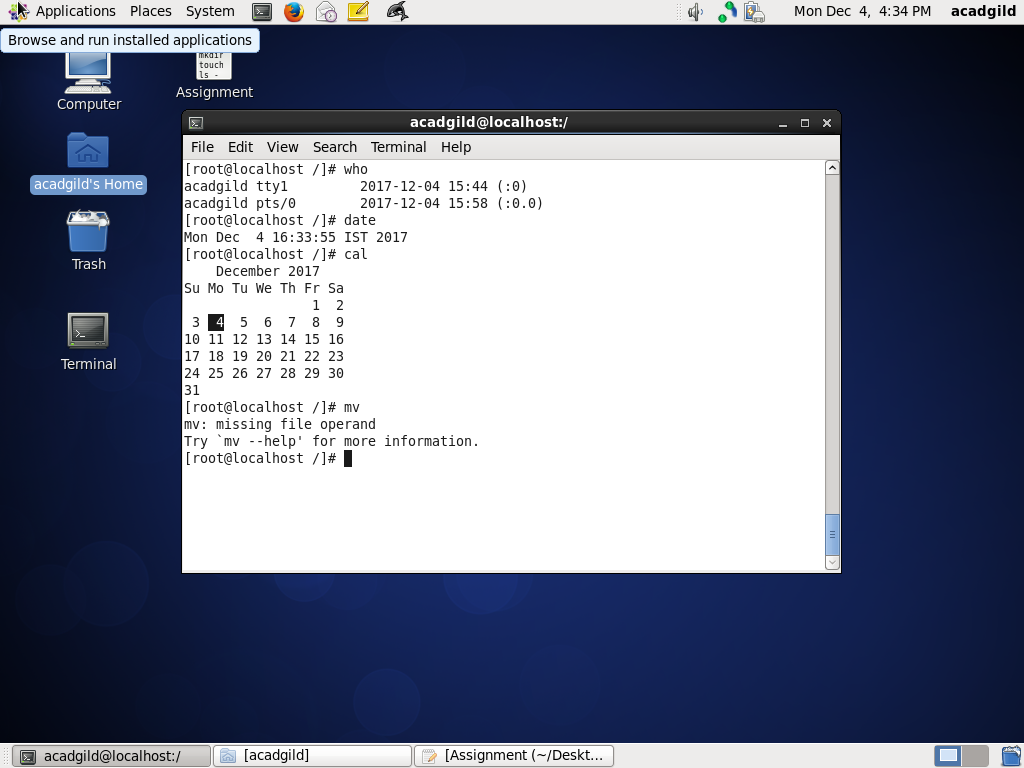 Applications Places System Mon Dec 4, 4:34 PM acadgild
Browse and run installed applications
mkdir
touch
ls -
Computer
Assignment
acadgild's Home
Trash
Terminal
acadgild@localhost:/
File Edit View Search Terminal Help
[root@localhost /]# who
acadgild tty1         2017-12-04 15:44 (:0)
acadgild pts/0        2017-12-04 15:58 (:0.0)
[root@localhost /]# date
Mon Dec  4 16:33:55 IST 2017
[root@localhost /]# cal
    December 2017
Su Mo Tu We Th Fr Sa
                1  2
 3  4  5  6  7  8  9
10 11 12 13 14 15 16
17 18 19 20 21 22 23
24 25 26 27 28 29 30
31
[root@localhost /]# mv
mv: missing file operand
Try `mv --help' for more information.
[root@localhost /]#
acadgild@localhost:/ [acadgild] [Assignment (~/Deskt...